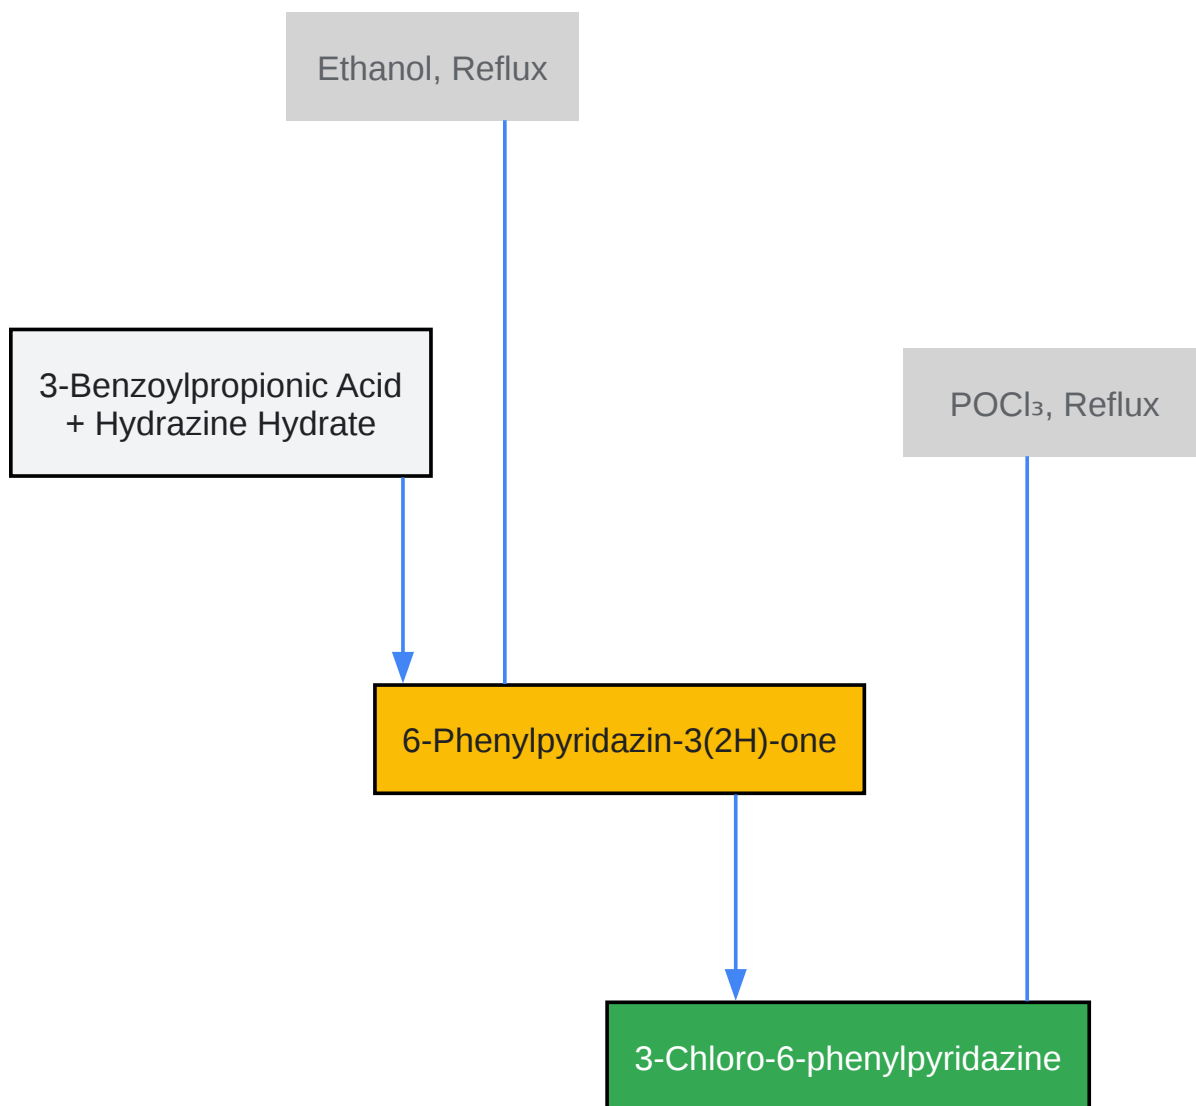 Ethanol, Reflux
3-Benzoylpropionic Acid
+ Hydrazine Hydrate
POCl₃, Reflux
6-Phenylpyridazin-3(2H)-one
3-Chloro-6-phenylpyridazine